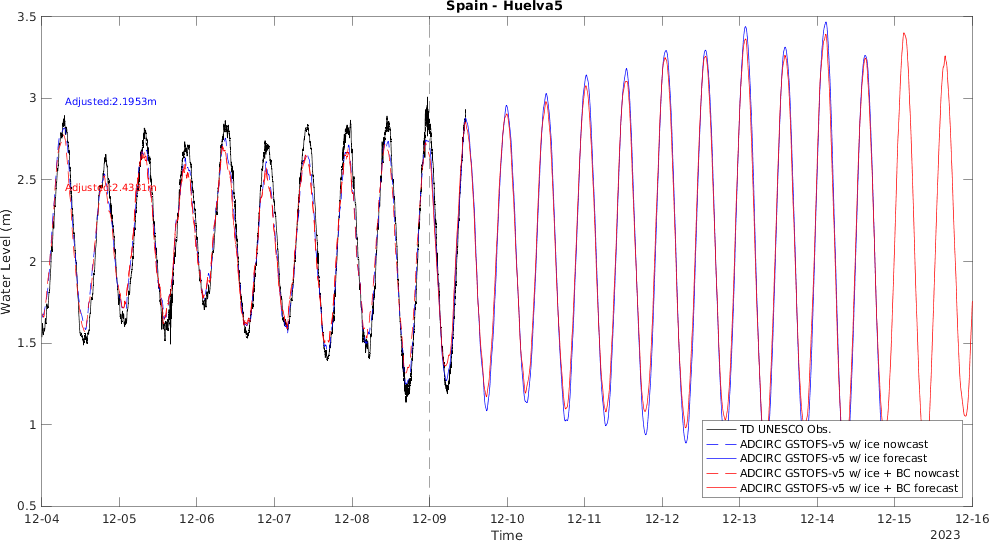 Spain - Huelva5
3.5
3
2.5
2
1.5
1
0.5
Water Level (m)
Adjusted:2.1953m
Adjusted:2.4381m
TD UNESCO Obs.
ADCIRC GSTOFS-v5 w/ ice nowcast
ADCIRC GSTOFS-v5 w/ ice forecast
ADCIRC GSTOFS-v5 w/ ice + BC nowcast
ADCIRC GSTOFS-v5 w/ ice + BC forecast
12-04 12-05 12-06 12-07 12-08 12-09 12-10 12-11 12-12 12-13 12-14 12-15 12-16
Time
2023